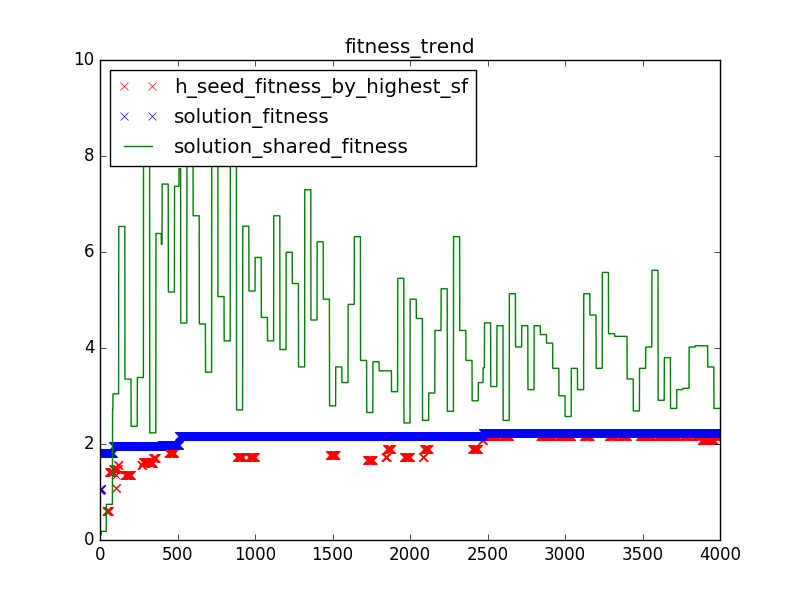 fitness_trend
10
h_seed_fitness_by_highest_sf
solution_fitness
solution_shared_fitness
8
6
4
2
0
0 500 1000 1500 2000 2500 3000 3500 4000